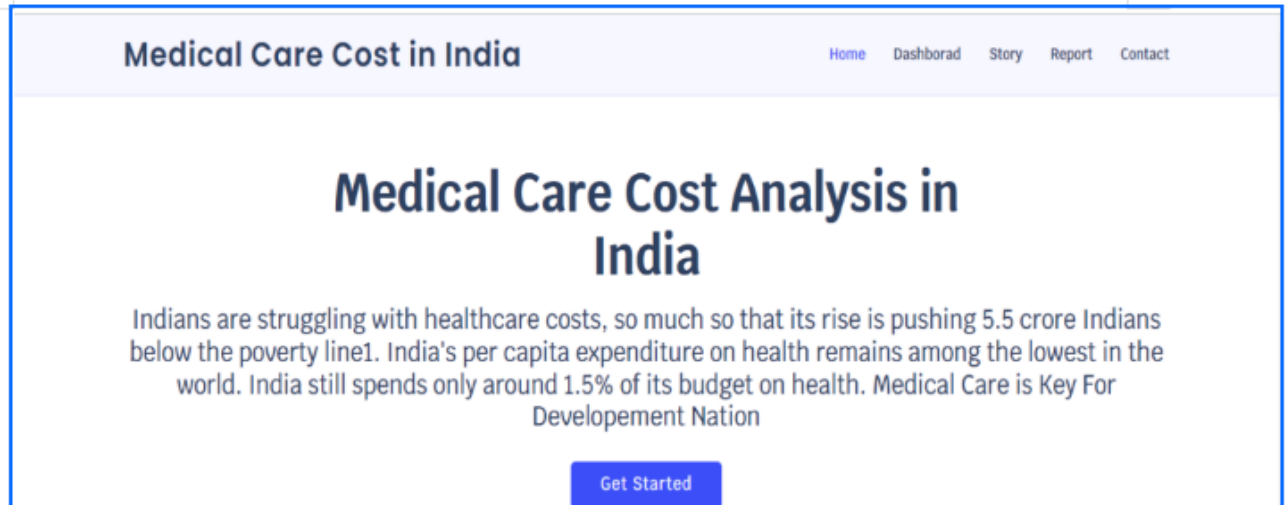 Medical Care Cost in India
Home Dashborad Story Report Contact
Medical Care Cost Analysis in
India
Indians are struggling with healthcare costs, so much so that its rise is pushing 5.5 crore Indians
below the poverty line1. India's per capita expenditure on health remains among the lowest in the
world. India still spends only around 1.5% of its budget on health. Medical Care is Key For
Developement Nation
Get Started